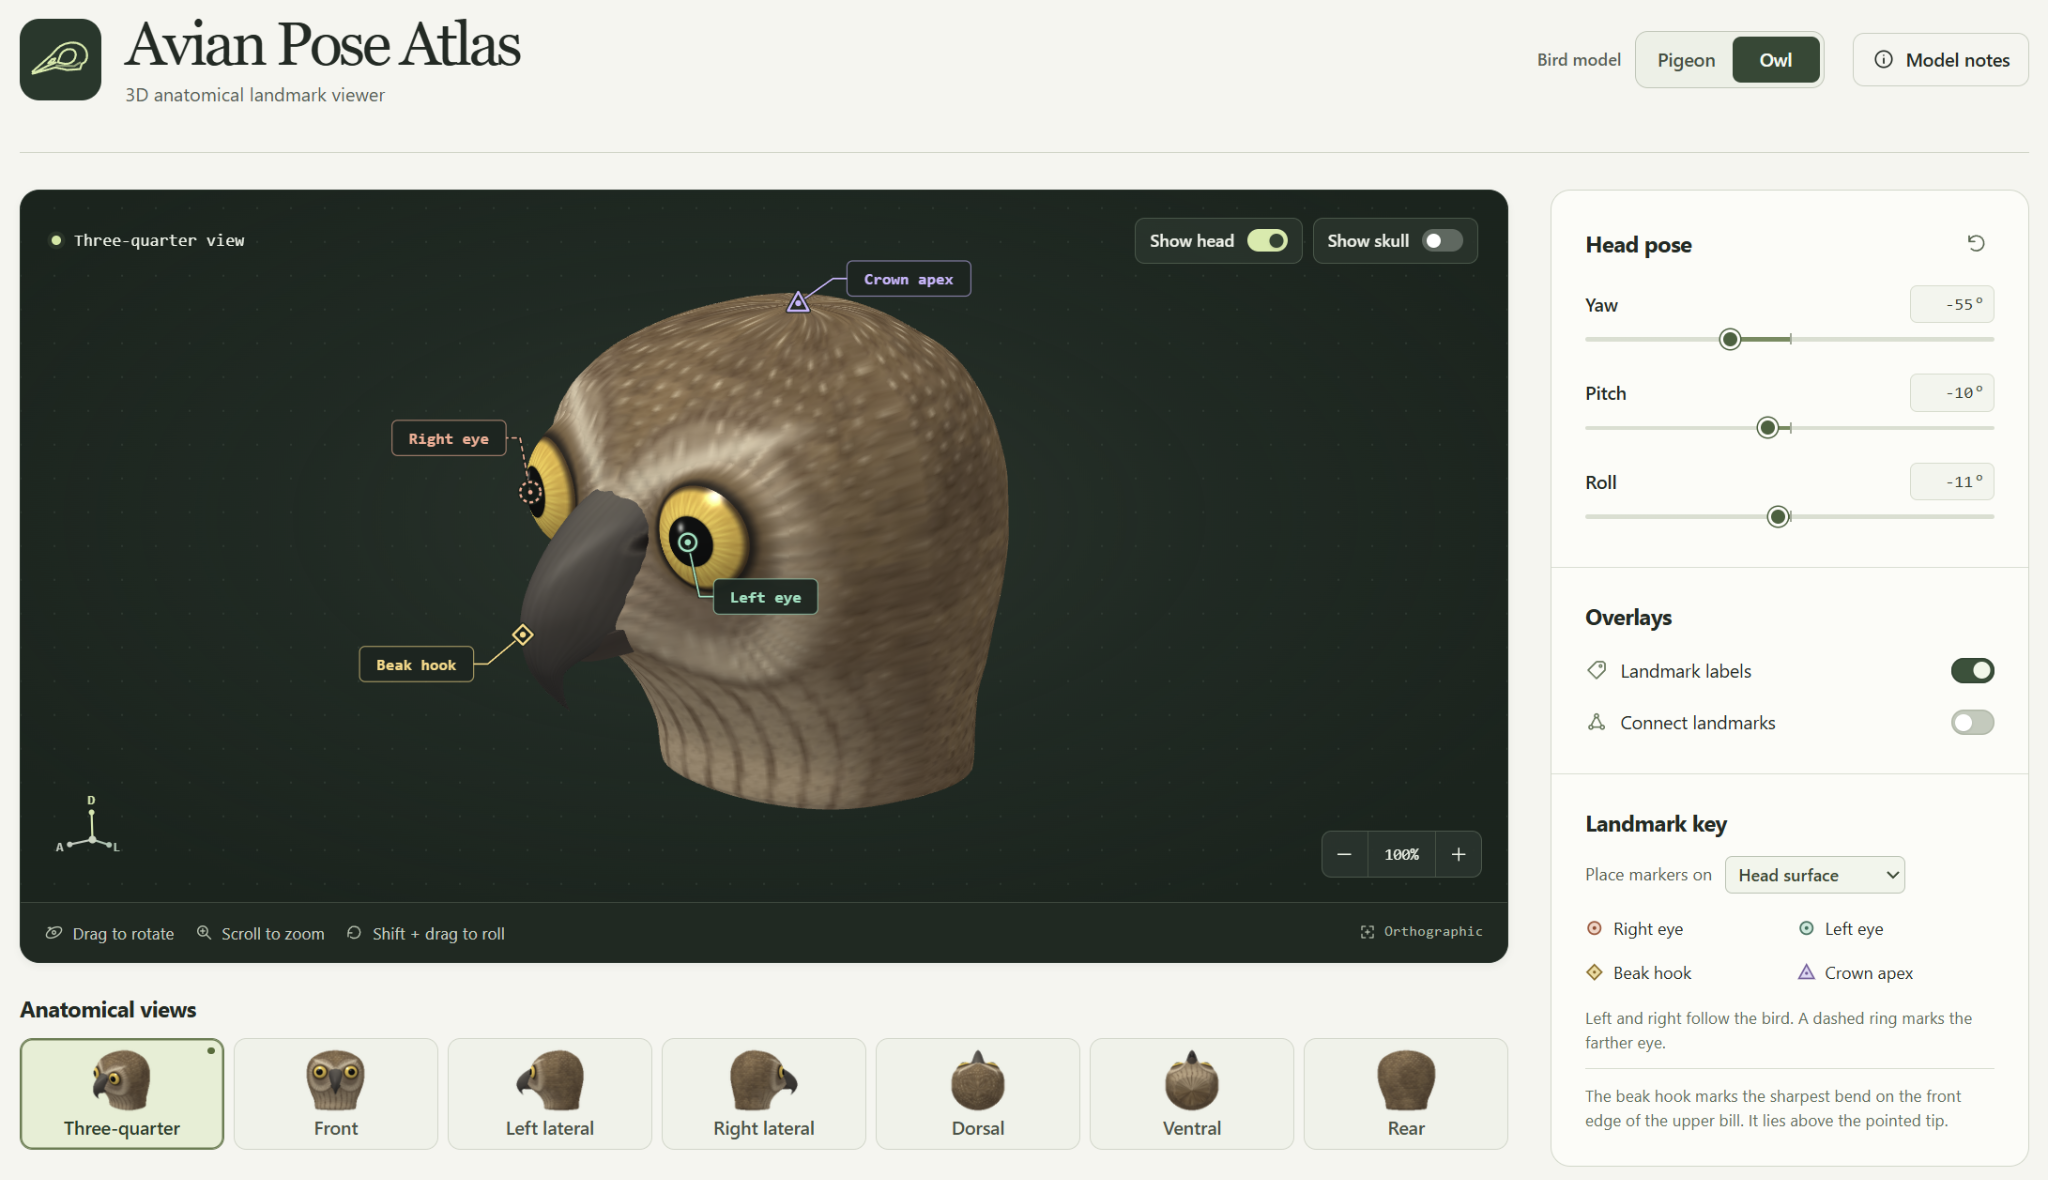 Avian Pose Atlas
3D anatomical landmark viewer
Bird model
Pigeon
Owl
Model notes
Three-quarter view
Show head
Show skull
Crown apex
Right eye
Left eye
Beak hook
D
A
L
100%
Drag to rotate
Scroll to zoom
Shift + drag to roll
Orthographic
Head pose
Yaw
-55°
Pitch
-10°
Roll
-11°
Overlays
Landmark labels
Connect landmarks
Landmark key
Place markers on
Head surface
Right eye
Left eye
Beak hook
Crown apex
Left and right follow the bird. A dashed ring marks the
farther eye.
The beak hook marks the sharpest bend on the front
edge of the upper bill. It lies above the pointed tip.
Anatomical views
Three-quarter
Front
Left lateral
Right lateral
Dorsal
Ventral
Rear